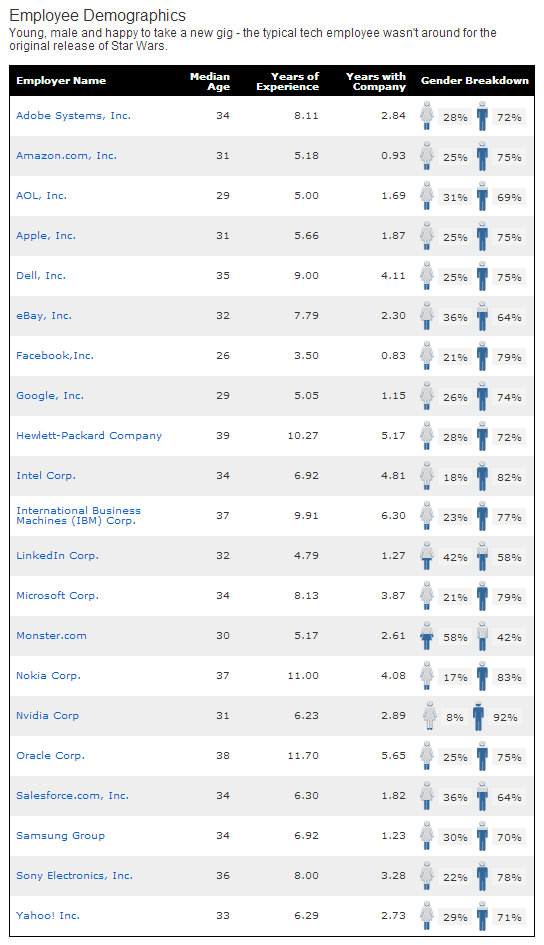 Employee Demographics
Young, male and happy to take a new gig - the typical tech employee wasn't around for the
original release of Star Wars.
Employer Name Median Age Years of Experience Years with Company Gender Breakdown
Adobe Systems, Inc. 34 8.11 2.84 28% 72%
Amazon.com, Inc. 31 5.18 0.93 25% 75%
AOL, Inc. 29 5.00 1.69 31% 69%
Apple, Inc. 31 5.66 1.87 25% 75%
Dell, Inc. 35 9.00 4.11 25% 75%
eBay, Inc. 32 7.79 2.30 36% 64%
Facebook,Inc. 26 3.50 0.83 21% 79%
Google, Inc. 29 5.05 1.15 26% 74%
Hewlett-Packard Company 39 10.27 5.17 28% 72%
Intel Corp. 34 6.92 4.81 18% 82%
International Business
Machines (IBM) Corp. 37 9.91 6.30 23% 77%
LinkedIn Corp. 32 4.79 1.27 42% 58%
Microsoft Corp. 34 8.13 3.87 21% 79%
Monster.com 30 5.17 2.61 58% 42%
Nokia Corp. 37 11.00 4.08 17% 83%
Nvidia Corp 31 6.23 2.89 8% 92%
Oracle Corp. 38 11.70 5.65 25% 75%
Salesforce.com, Inc. 34 6.30 1.82 36% 64%
Samsung Group 34 6.92 1.23 30% 70%
Sony Electronics, Inc. 36 8.00 3.28 22% 78%
Yahoo! Inc. 33 6.29 2.73 29% 71%